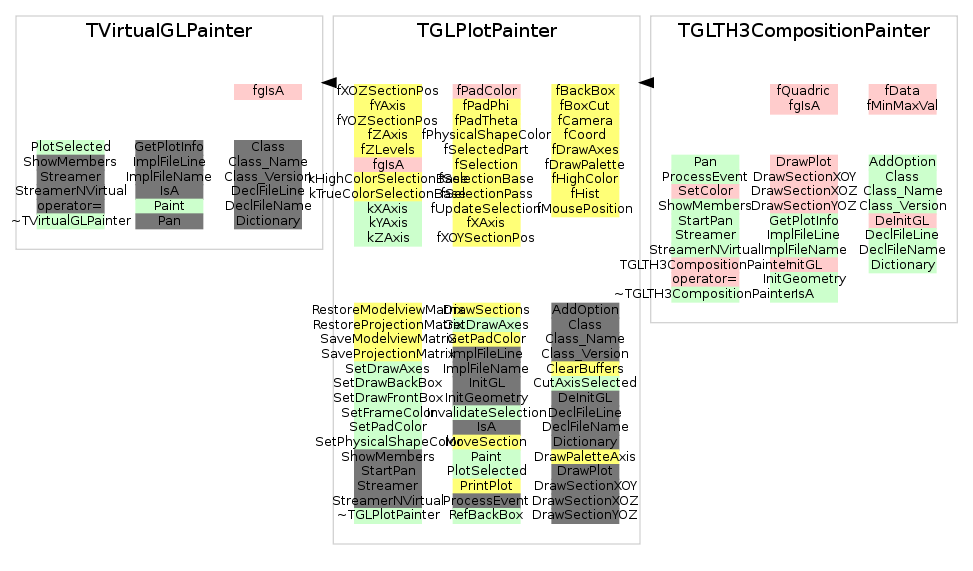 TVirtualGLPainter
fgIsA
PlotSelected GetPlotInfo Class
ShowMembers ImplFileLine Class_Name
Streamer ImplFileName Class_Version
StreamerNVirtual IsA DeclFileLine
operator= Paint DeclFileName
~TVirtualGLPainter Pan Dictionary
TGLPlotPainter
fXOZSectionPos fPadColor fBackBox
fYAxis fPadPhi fBoxCut
fYOZSectionPos fPadTheta fCamera
fZAxis fPhysicalShapeColor fCoord
fZLevels fSelectedPart fDrawAxes
fgIsA fSelection fDrawPalette
kHighColorSelectionBase fSelectionBase fHighColor
kTrueColorSelectionBase fSelectionPass fHist
kXAxis fUpdateSelection fMousePosition
kYAxis fXAxis
kZAxis fXOYSectionPos
RestoreModelviewMatrix DrawSections AddOption
RestoreProjectionMatrix GetDrawAxes Class
SaveModelviewMatrix GetPadColor Class_Name
SaveProjectionMatrix ImplFileLine Class_Version
SetDrawAxes ImplFileName ClearBuffers
SetDrawBackBox InitGL CutAxisSelected
SetDrawFrontBox InitGeometry DeInitGL
SetFrameColor InvalidateSelection DeclFileLine
SetPadColor IsA DeclFileName
SetPhysicalShapeColor MoveSection Dictionary
ShowMembers Paint DrawPaletteAxis
StartPan PlotSelected DrawPlot
Streamer PrintPlot DrawSectionXOY
StreamerNVirtual ProcessEvent DrawSectionXOZ
~TGLPlotPainter RefBackBox DrawSectionYOZ
TGLTH3CompositionPainter
fQuadric fData
fgIsA fMinMaxVal
Pan DrawPlot AddOption
ProcessEvent DrawSectionXOY Class
SetColor DrawSectionXOZ Class_Name
ShowMembers DrawSectionYOZ Class_Version
StartPan GetPlotInfo DeInitGL
Streamer ImplFileLine DeclFileLine
StreamerNVirtual ImplFileName DeclFileName
TGLTH3CompositionPainter InitGL Dictionary
operator= InitGeometry
~TGLTH3CompositionPainter IsA